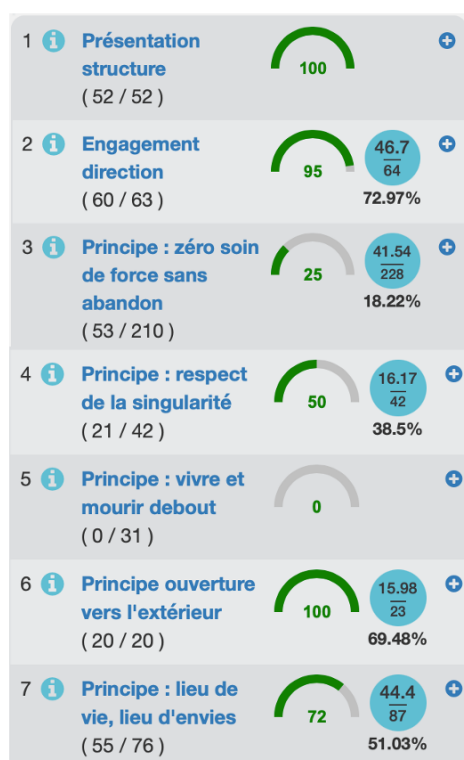 1 i Présentation
structure
( 52 / 52 )
100
2 i Engagement
direction
( 60 / 63 )
95
46.7
64
72.97%
3 i Principe : zéro soin
de force sans
abandon
( 53 / 210 )
25
41.54
228
18.22%
4 i Principe : respect
de la singularité
( 21 / 42 )
50
16.17
42
38.5%
5 i Principe : vivre et
mourir debout
( 0 / 31 )
0
6 i Principe ouverture
vers l'extérieur
( 20 / 20 )
100
15.98
23
69.48%
7 i Principe : lieu de
vie, lieu d'envies
( 55 / 76 )
72
44.4
87
51.03%